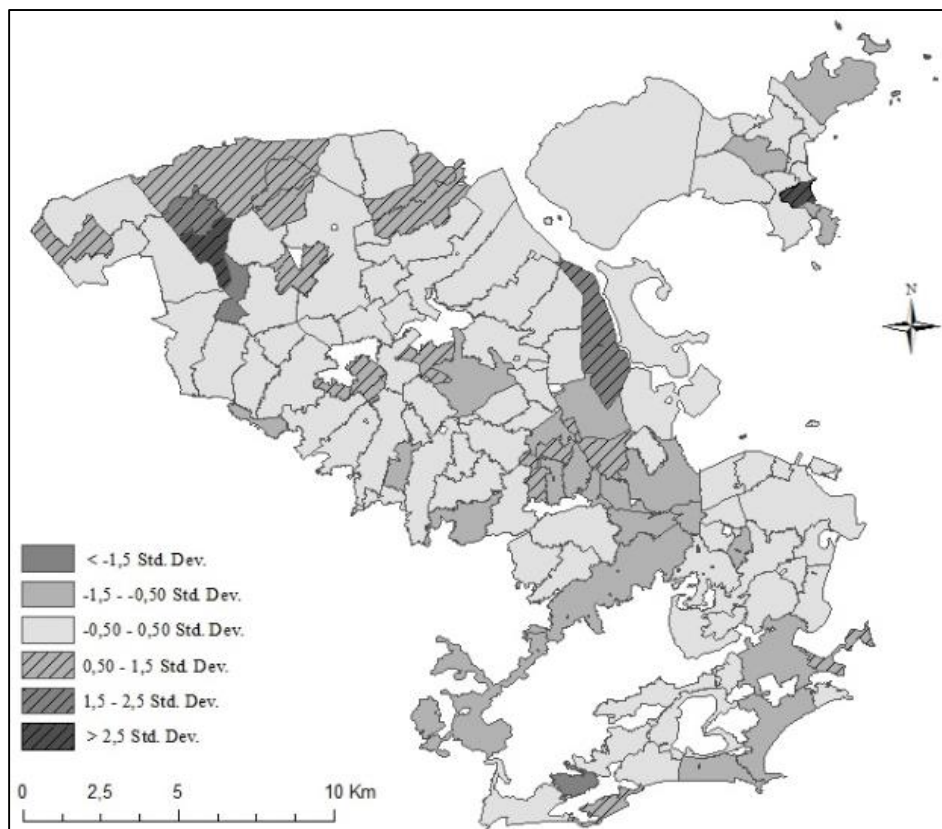 N
< -1,5 Std. Dev.
-1,5 - -0,50 Std. Dev.
-0,50 - 0,50 Std. Dev.
0,50 - 1,5 Std. Dev.
1,5 - 2,5 Std. Dev.
> 2,5 Std. Dev.
0 2,5 5 10 Km